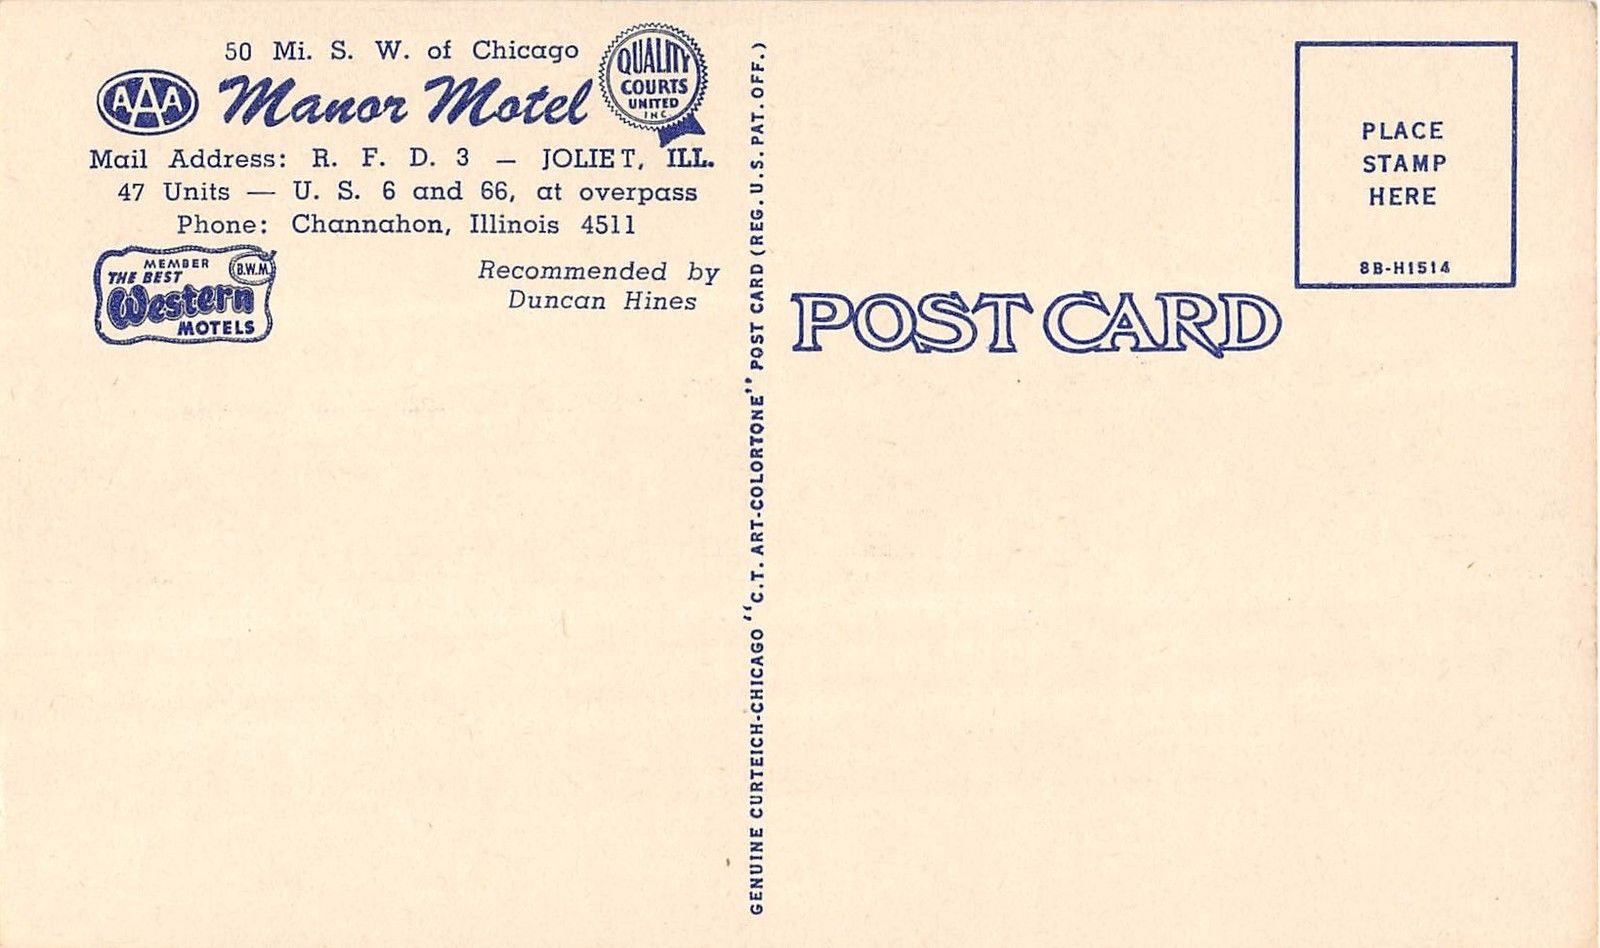 50 Mi. S. W. of Chicago
AAA
Manor Motel
QUALITY
COURTS
UNITED
INC.
Mail Address: R. F. D. 3 — JOLIET, ILL.
47 Units — U. S. 6 and 66, at overpass
Phone: Channahon, Illinois 4511
MEMBER
THE BEST
B.W.M.
Western
MOTELS
Recommended by
Duncan Hines
GENUINE CURTEICH-CHICAGO "C.T. ART-COLORTONE" POST CARD (REG. U.S. PAT. OFF.)
POST CARD
PLACE
STAMP
HERE
8B-H1514